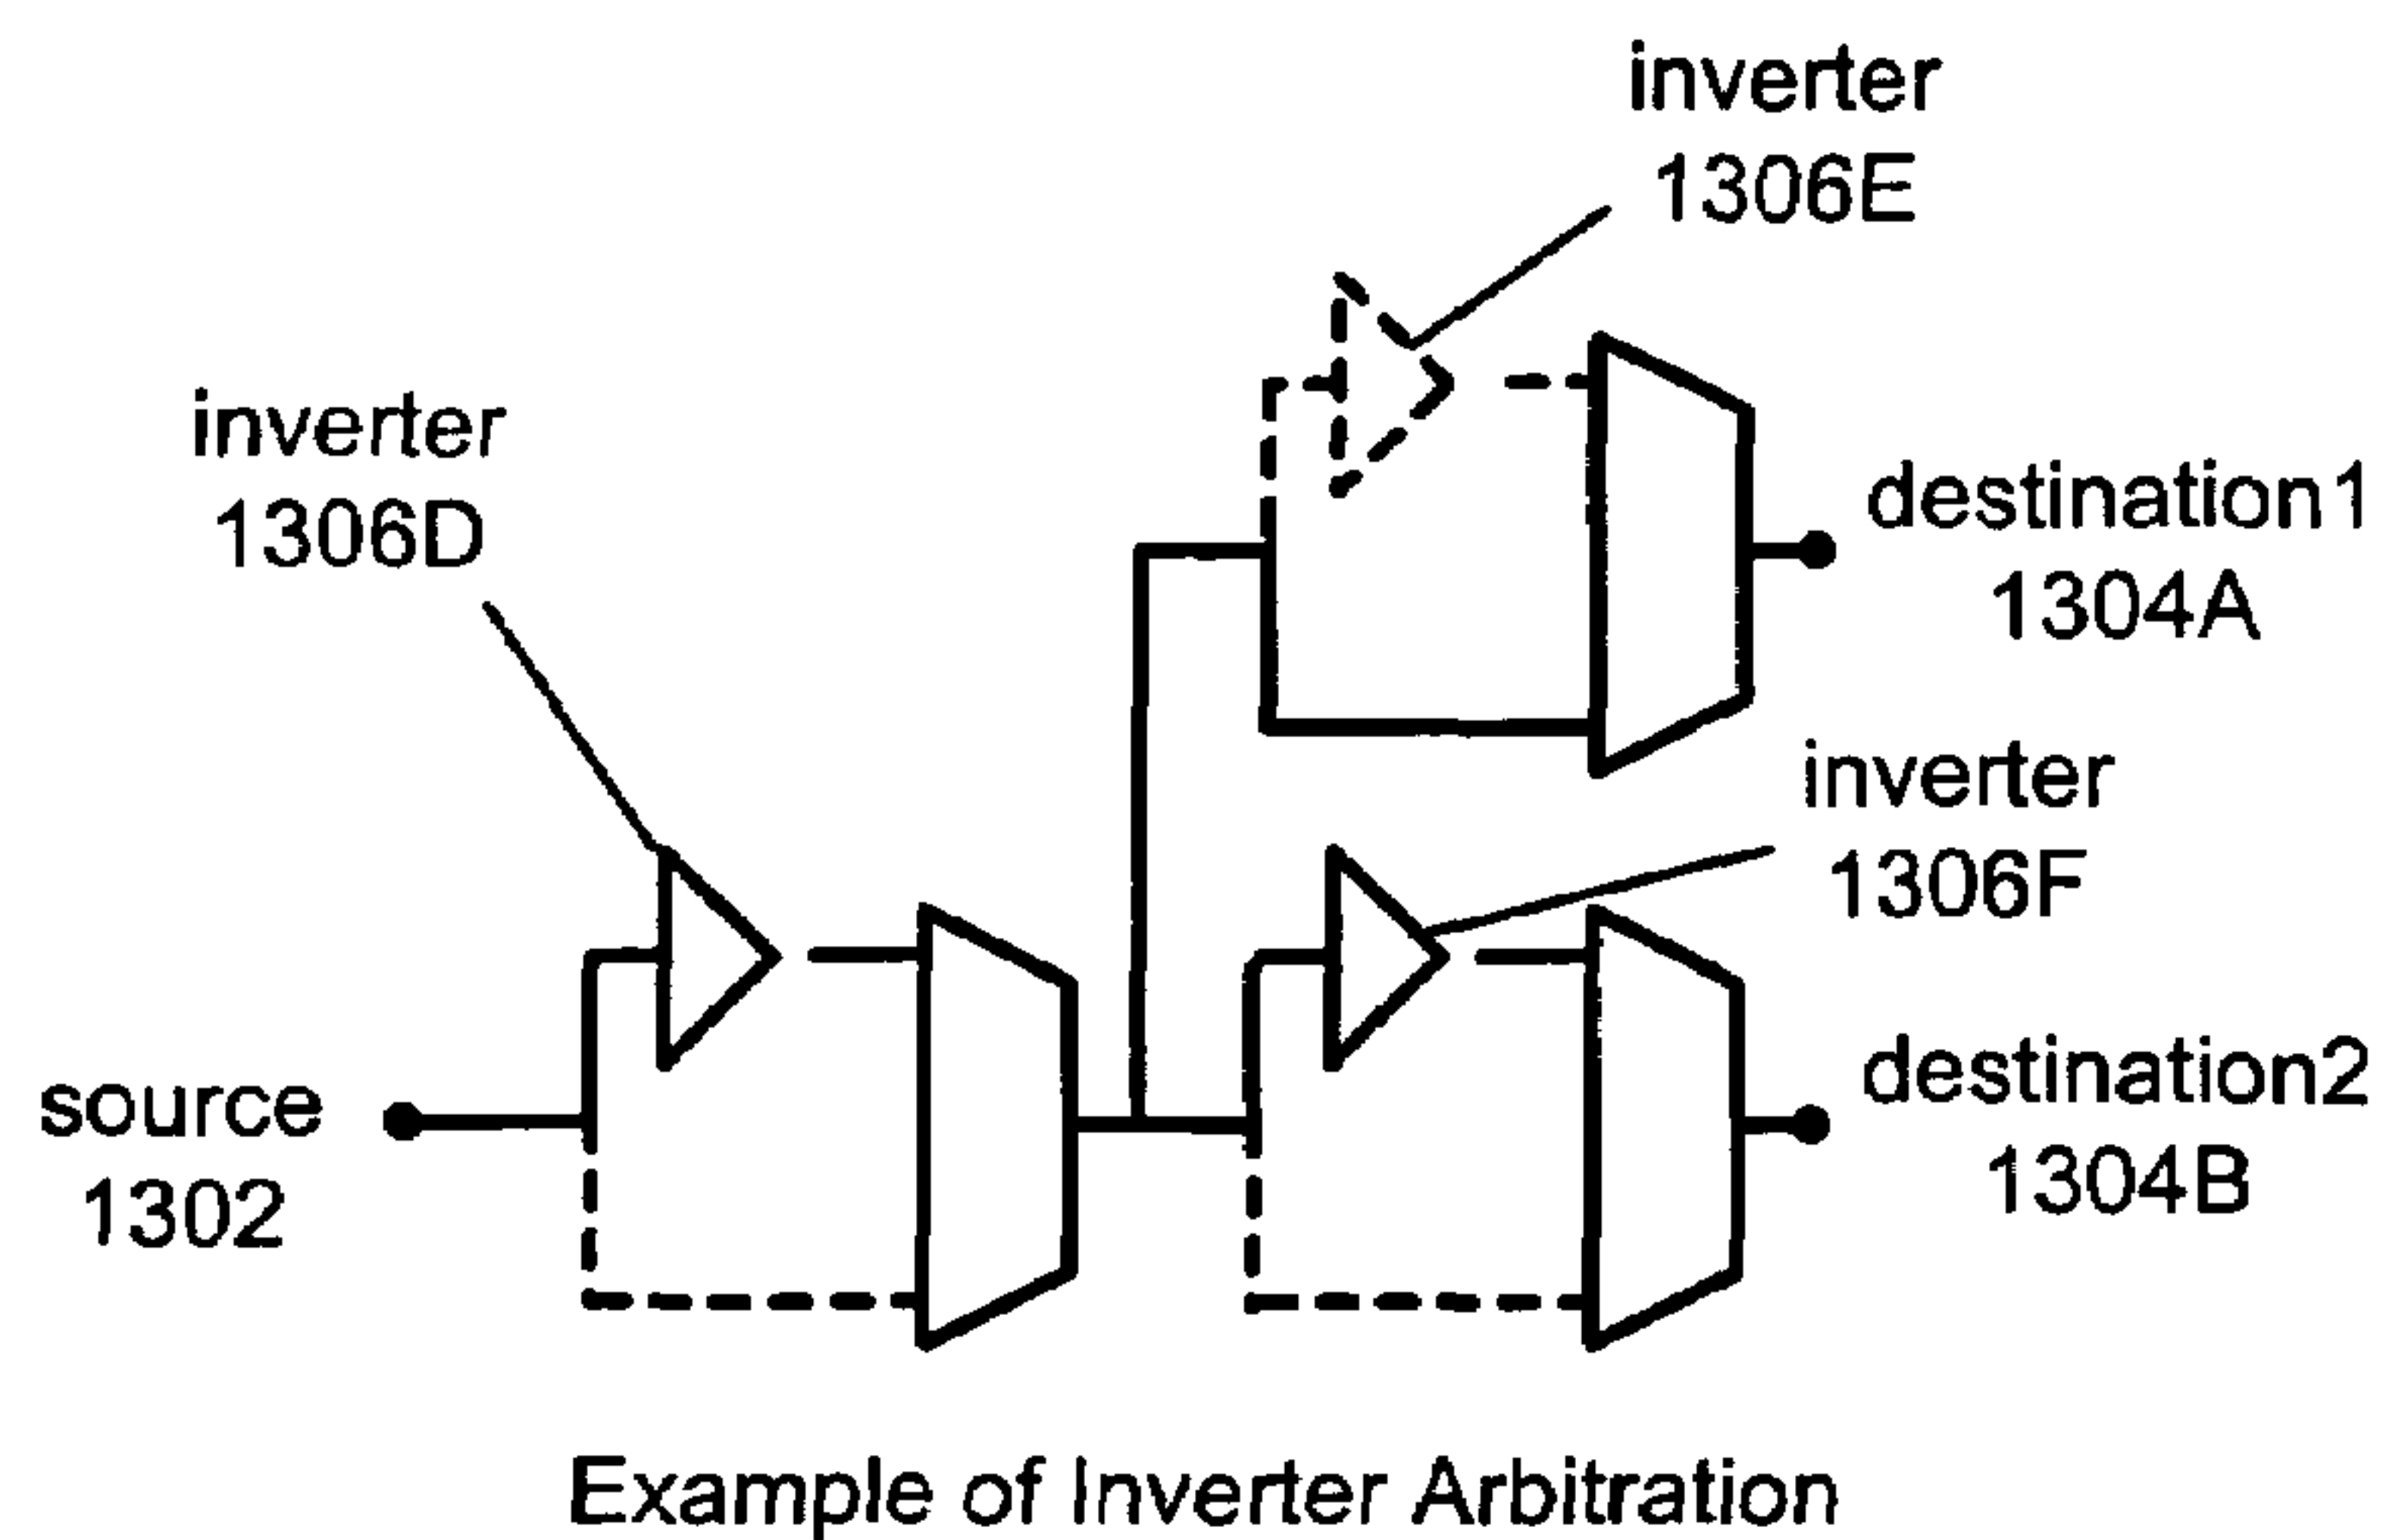 inverter
1306E
inverter
1306D
destination1
1304A
inverter
1306F
source
1302
destination2
1304B
Example of Inverter Arbitration